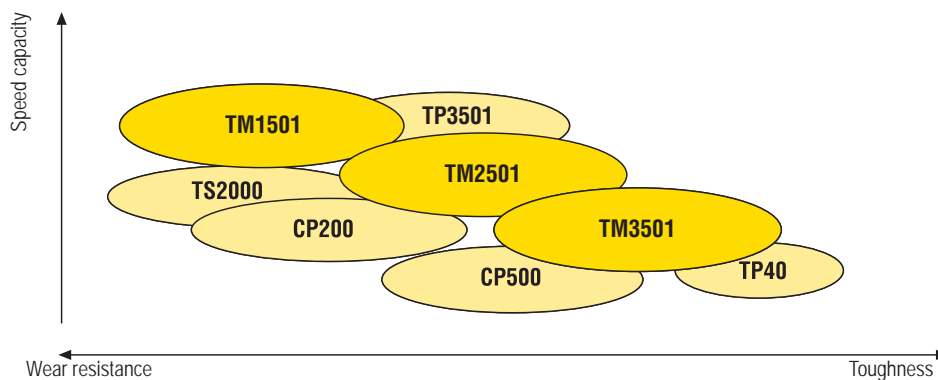 Speed capacity
TP3501
TM1501
TM2501
TS2000
CP200
TM3501
TP40
CP500
Wear resistance
Toughness